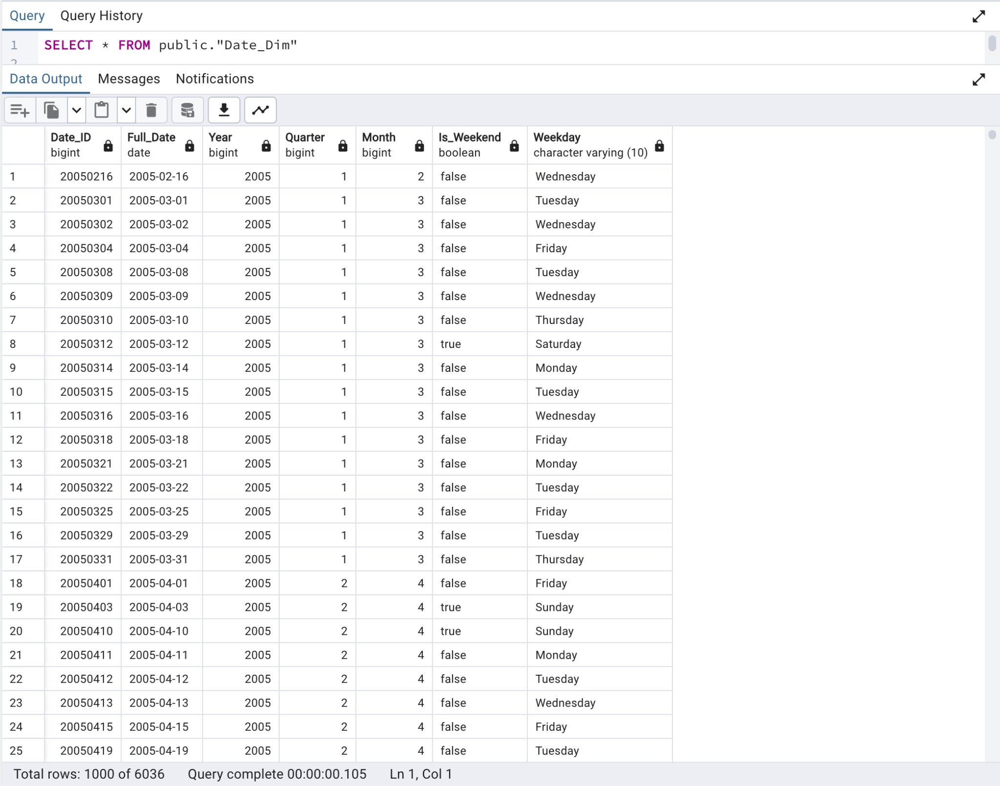 Query Query History
1 SELECT * FROM public."Date_Dim"
2
Data Output Messages Notifications
Date_ID Full_Date Year Quarter Month Is_Weekend Weekday
bigint date bigint bigint bigint boolean character varying (10)
1 20050216 2005-02-16 2005 1 2 false Wednesday
2 20050301 2005-03-01 2005 1 3 false Tuesday
3 20050302 2005-03-02 2005 1 3 false Wednesday
4 20050304 2005-03-04 2005 1 3 false Friday
5 20050308 2005-03-08 2005 1 3 false Tuesday
6 20050309 2005-03-09 2005 1 3 false Wednesday
7 20050310 2005-03-10 2005 1 3 false Thursday
8 20050312 2005-03-12 2005 1 3 true Saturday
9 20050314 2005-03-14 2005 1 3 false Monday
10 20050315 2005-03-15 2005 1 3 false Tuesday
11 20050316 2005-03-16 2005 1 3 false Wednesday
12 20050318 2005-03-18 2005 1 3 false Friday
13 20050321 2005-03-21 2005 1 3 false Monday
14 20050322 2005-03-22 2005 1 3 false Tuesday
15 20050325 2005-03-25 2005 1 3 false Friday
16 20050329 2005-03-29 2005 1 3 false Tuesday
17 20050331 2005-03-31 2005 1 3 false Thursday
18 20050401 2005-04-01 2005 2 4 false Friday
19 20050403 2005-04-03 2005 2 4 true Sunday
20 20050410 2005-04-10 2005 2 4 true Sunday
21 20050411 2005-04-11 2005 2 4 false Monday
22 20050412 2005-04-12 2005 2 4 false Tuesday
23 20050413 2005-04-13 2005 2 4 false Wednesday
24 20050415 2005-04-15 2005 2 4 false Friday
25 20050419 2005-04-19 2005 2 4 false Tuesday
Total rows: 1000 of 6036 Query complete 00:00:00.105 Ln 1, Col 1